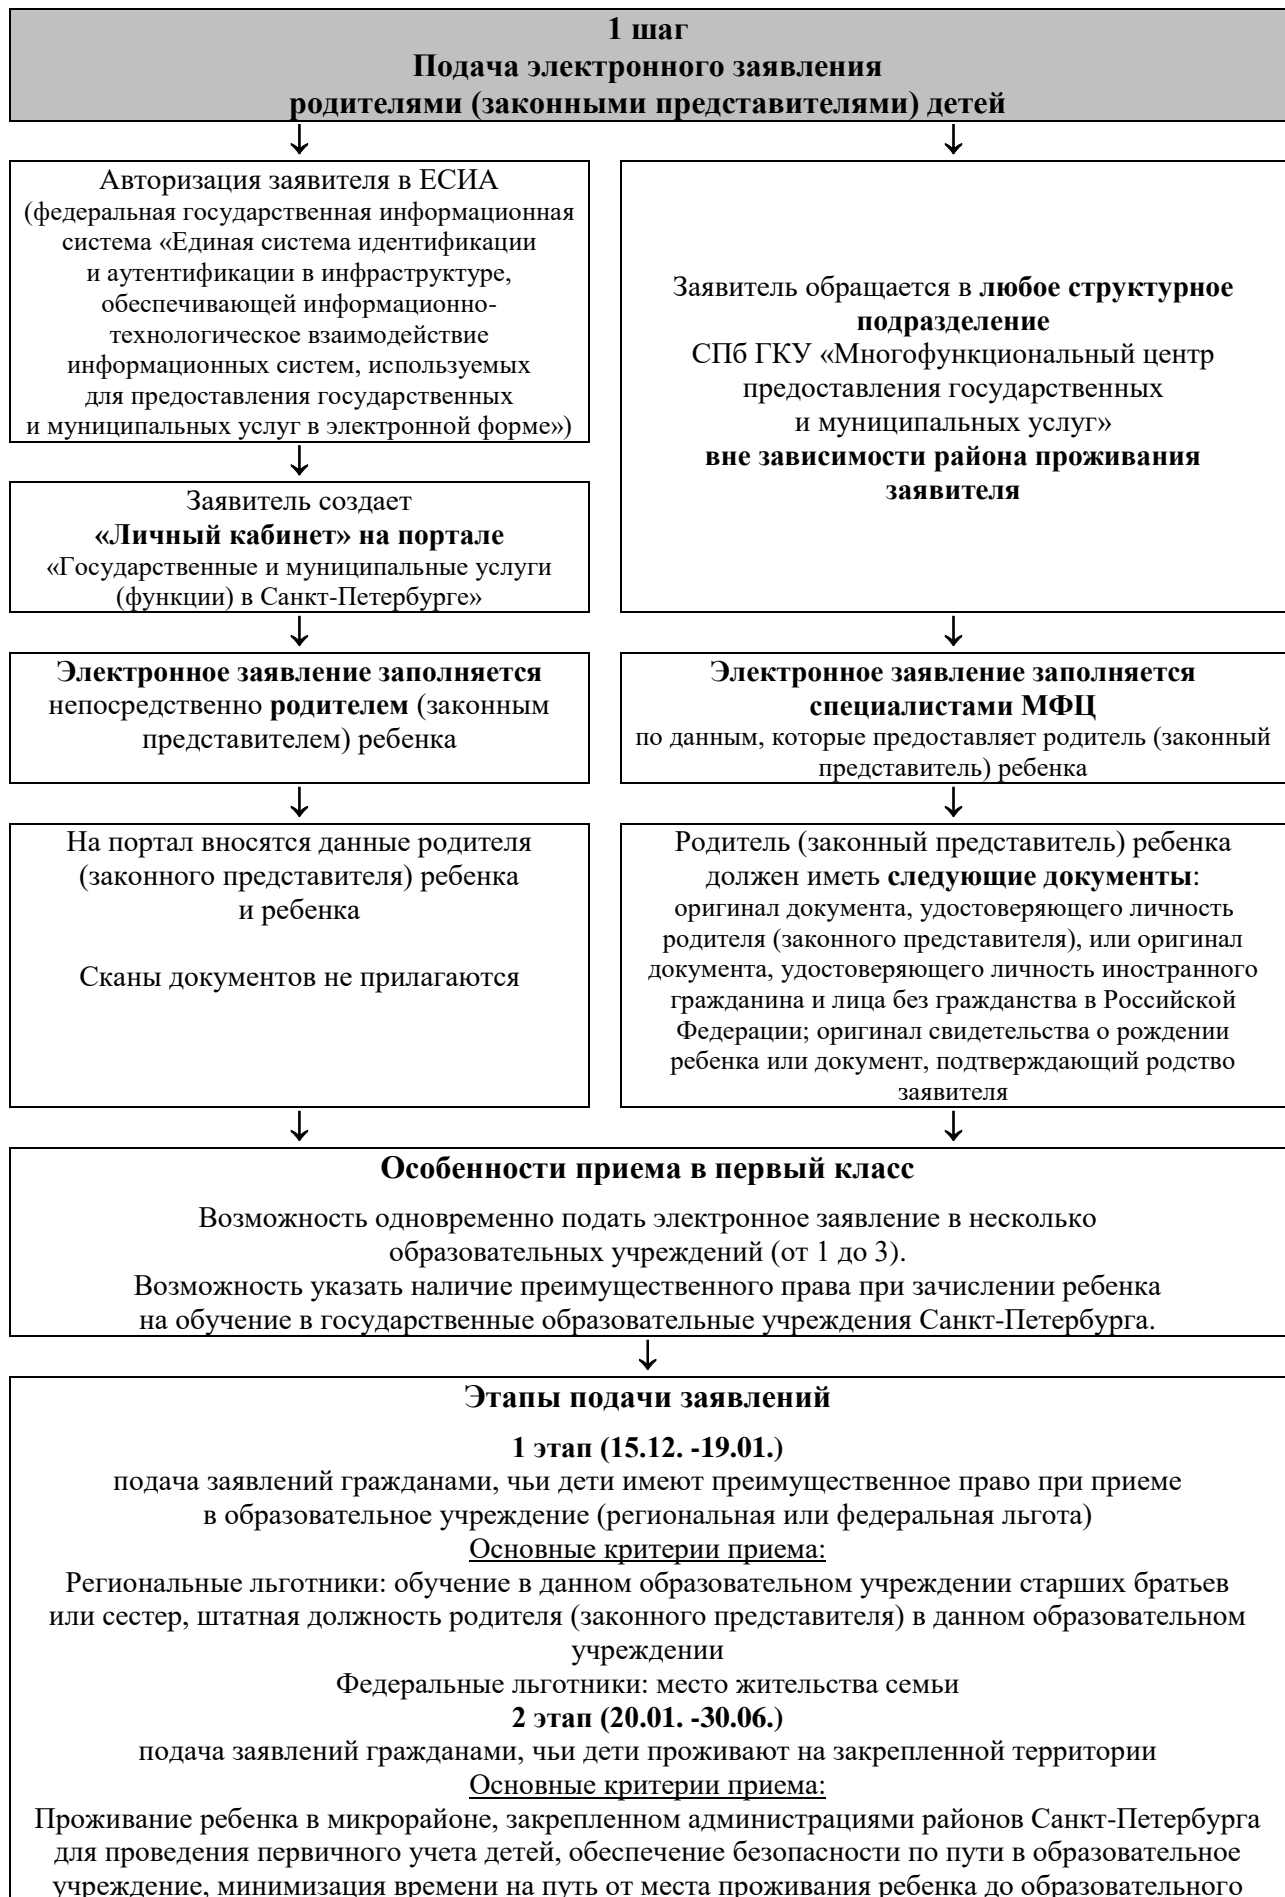 1 шаг
Подача электронного заявления
родителями (законными представителями) детей
↓
↓
Авторизация заявителя в ЕСИА
(федеральная государственная информационная
система «Единая система идентификации
и аутентификации в инфраструктуре,
обеспечивающей информационно-
технологическое взаимодействие
информационных систем, используемых
для предоставления государственных
и муниципальных услуг в электронной форме»)
↓
Заявитель создает
«Личный кабинет» на портале
«Государственные и муниципальные услуги
(функции) в Санкт-Петербурге»
Заявитель обращается в любое структурное
подразделение
СПб ГКУ «Многофункциональный центр
предоставления государственных
и муниципальных услуг»
вне зависимости района проживания
заявителя
↓
↓
Электронное заявление заполняется
непосредственно родителем (законным
представителем) ребенка
Электронное заявление заполняется
специалистами МФЦ
по данным, которые предоставляет родитель (законный
представитель) ребенка
↓
↓
На портал вносятся данные родителя
(законного представителя) ребенка
и ребенка
Сканы документов не прилагаются
Родитель (законный представитель) ребенка
должен иметь следующие документы:
оригинал документа, удостоверяющего личность
родителя (законного представителя), или оригинал
документа, удостоверяющего личность иностранного
гражданина и лица без гражданства в Российской
Федерации; оригинал свидетельства о рождении
ребенка или документ, подтверждающий родство
заявителя
↓
↓
Особенности приема в первый класс
Возможность одновременно подать электронное заявление в несколько
образовательных учреждений (от 1 до 3).
Возможность указать наличие преимущественного права при зачислении ребенка
на обучение в государственные образовательные учреждения Санкт-Петербурга.
↓
Этапы подачи заявлений
1 этап (15.12. -19.01.)
подача заявлений гражданами, чьи дети имеют преимущественное право при приеме
в образовательное учреждение (региональная или федеральная льгота)
Основные критерии приема:
Региональные льготники: обучение в данном образовательном учреждении старших братьев
или сестер, штатная должность родителя (законного представителя) в данном образовательном
учреждении
Федеральные льготники: место жительства семьи
2 этап (20.01. -30.06.)
подача заявлений гражданами, чьи дети проживают на закрепленной территории
Основные критерии приема:
Проживание ребенка в микрорайоне, закрепленном администрациями районов Санкт-Петербурга
для проведения первичного учета детей, обеспечение безопасности по пути в образовательное
учреждение, минимизация времени на путь от места проживания ребенка до образовательного